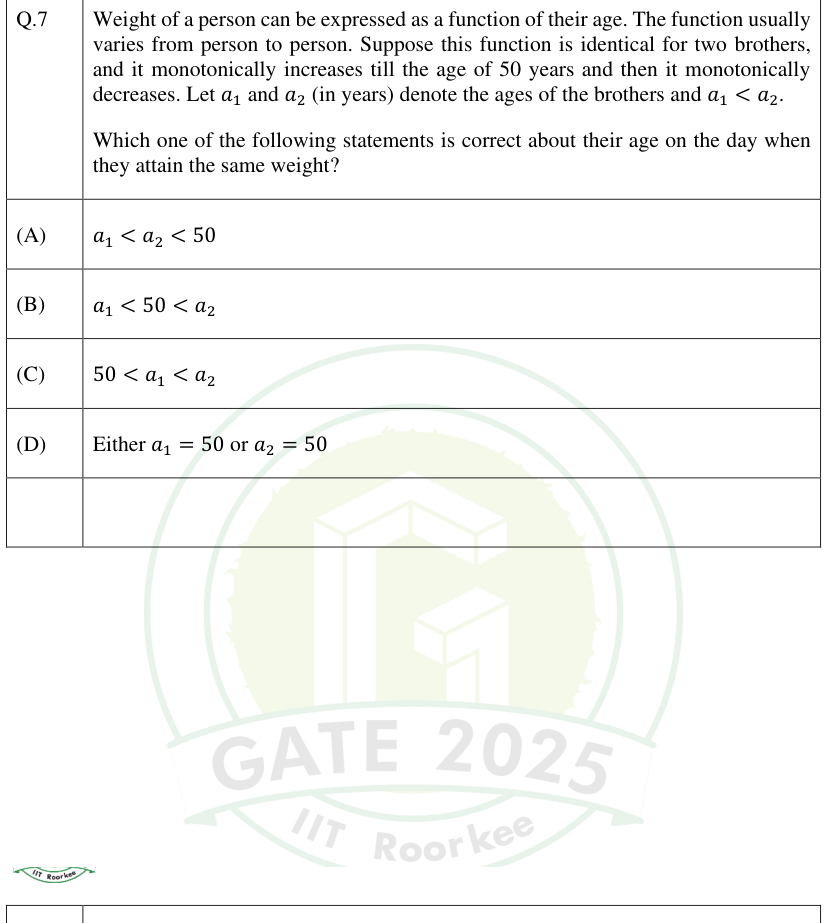 Q.7 Weight of a person can be expressed as a function of their age. The function usually
varies from person to person. Suppose this function is identical for two brothers,
and it monotonically increases till the age of 50 years and then it monotonically
decreases. Let a₁ and a₂ (in years) denote the ages of the brothers and a₁ < a₂.
Which one of the following statements is correct about their age on the day when
they attain the same weight?
(A) a₁ < a₂ < 50
(B) a₁ < 50 < a₂
(C) 50 < a₁ < a₂
(D) Either a₁ = 50 or a₂ = 50
GATE 2025
IIT Roorkee
IIT Roorkee